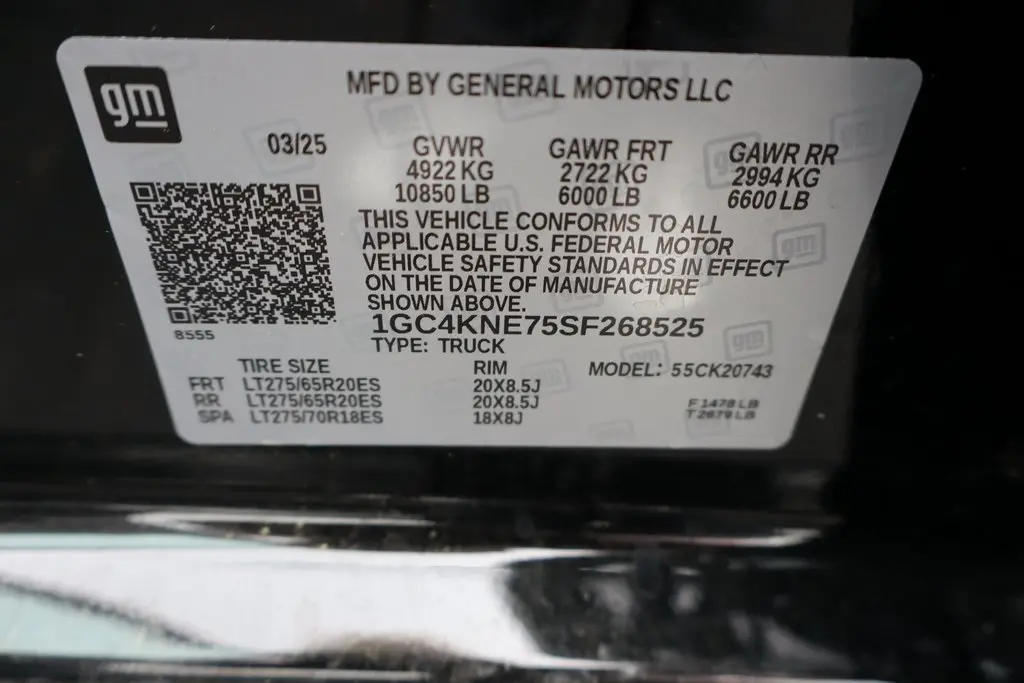 gm
MFD BY GENERAL MOTORS LLC
03/25 GVWR GAWR FRT GAWR RR
4922 KG 2722 KG 2994 KG
10850 LB 6000 LB 6600 LB
THIS VEHICLE CONFORMS TO ALL
APPLICABLE U.S. FEDERAL MOTOR
VEHICLE SAFETY STANDARDS IN EFFECT
ON THE DATE OF MANUFACTURE
SHOWN ABOVE.
1GC4KNE75SF268525
8555
TYPE: TRUCK
TIRE SIZE RIM MODEL: 55CK20743
FRT LT275/65R20ES 20X8.5J
RR LT275/65R20ES 20X8.5J F1478 LB
SPA LT275/70R18ES 18X8J T2679 LB